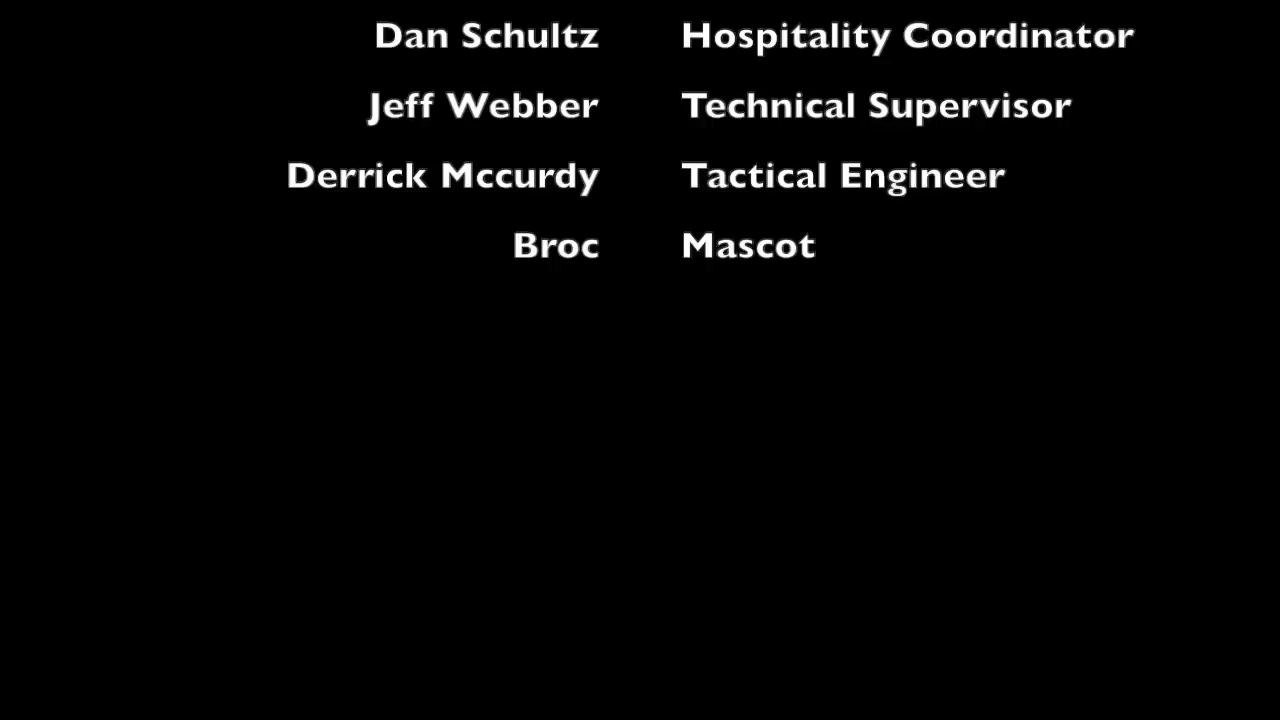 Dan Schultz Hospitality Coordinator
Jeff Webber Technical Supervisor
Derrick Mccurdy Tactical Engineer
Broc Mascot